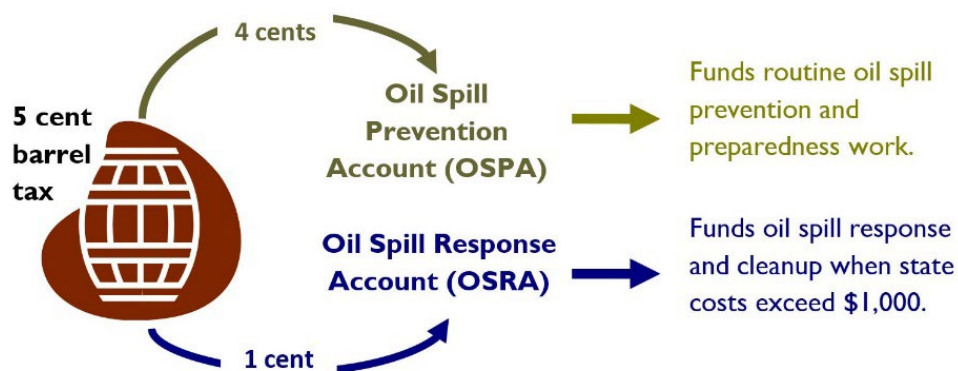 4 cents
5 cent
barrel
tax
Oil Spill
Prevention
Account (OSPA)
Funds routine oil spill
prevention and
preparedness work.
Oil Spill Response
Account (OSRA)
Funds oil spill response
and cleanup when state
costs exceed $1,000.
1 cent